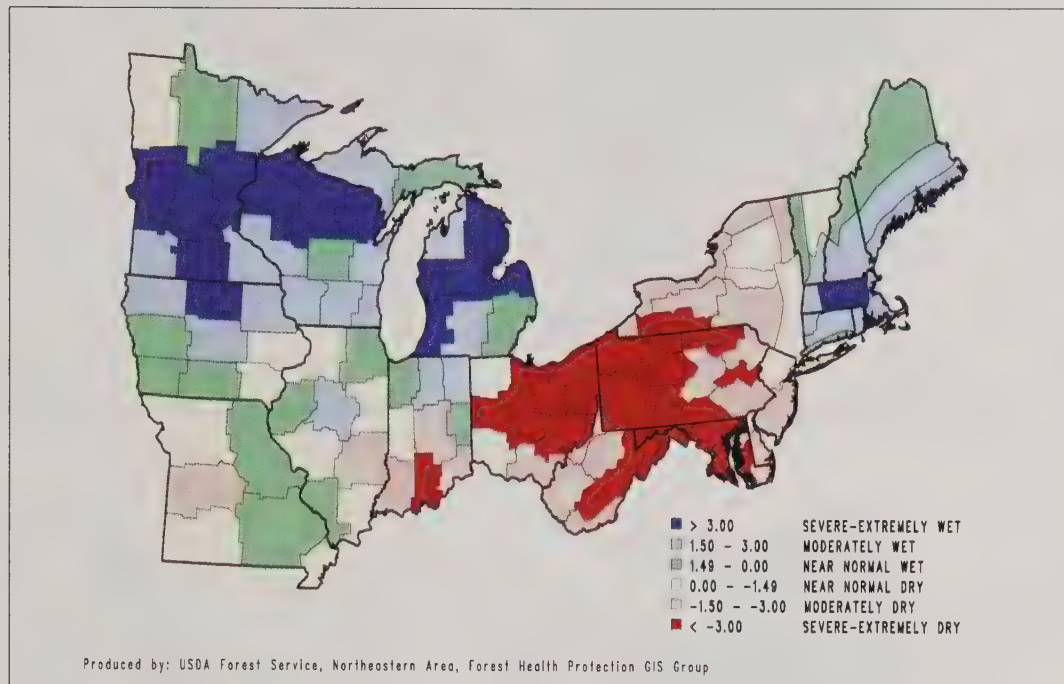 > 3.00 SEVERE-EXTREMELY WET
1.50 - 3.00 MODERATELY WET
1.49 - 0.00 NEAR NORMAL WET
0.00 - -1.49 NEAR NORMAL DRY
-1.50 - -3.00 MODERATELY DRY
< -3.00 SEVERE-EXTREMELY DRY
Produced by: USDA Forest Service, Northeastern Area, Forest Health Protection GIS Group